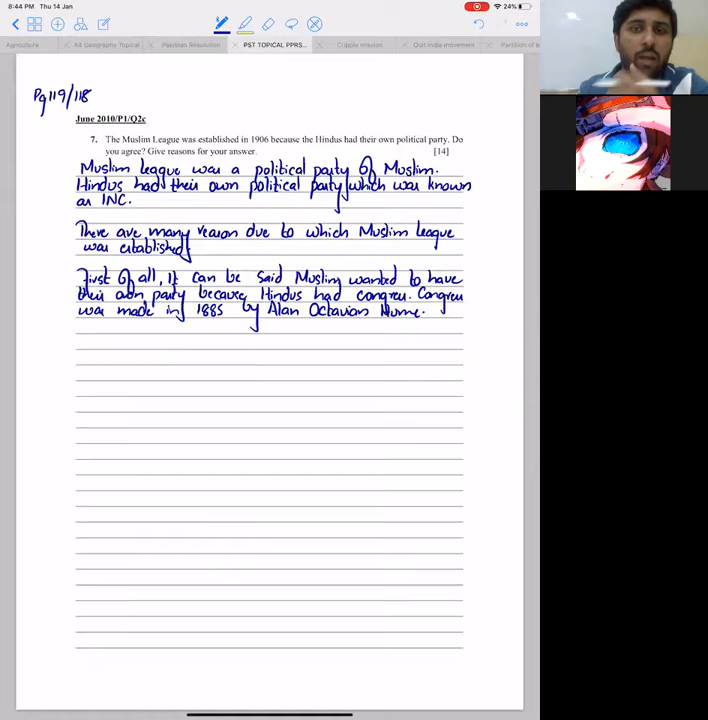 8:44 PM Thu 14 Jan
24%
Agriculture
A4 Geography Topical
Pakistan Resolution
PST TOPICAL PPRS...
Cripple mission
Quit India movement
Partition of
Pg 119/118
June 2010/P1/Q2c
7. The Muslim League was established in 1906 because the Hindus had their own political party. Do
you agree? Give reasons for your answer. [14]
Muslim league was a political party of Muslim.
Hindus had their own political party which was known
as INC.
There are many reason due to which Muslim League
was established
First of all, it can be said Muslim wanted to have
their own party because Hindus had congress. Congress
was made in 1885 by Alan Octavian Hume.